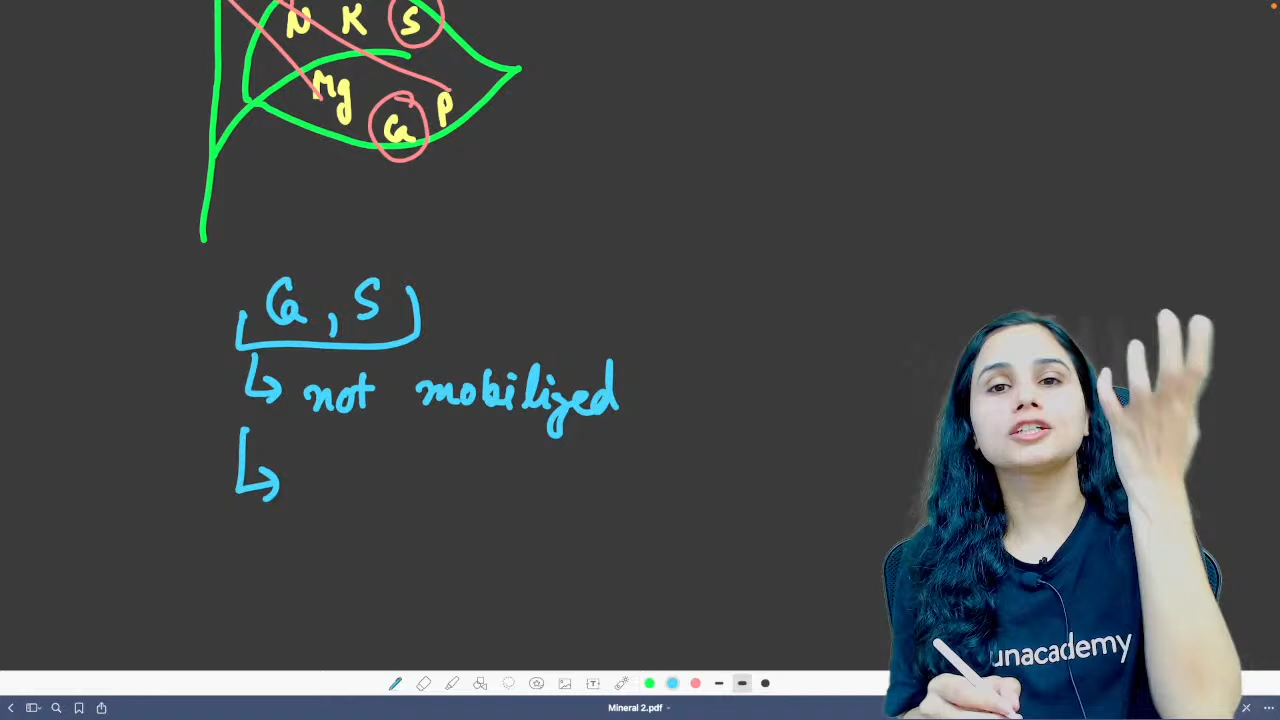 N K S
Mg Ca P
Ca, S
↳ not mobilized
↳
unacademy
Mineral 2.pdf